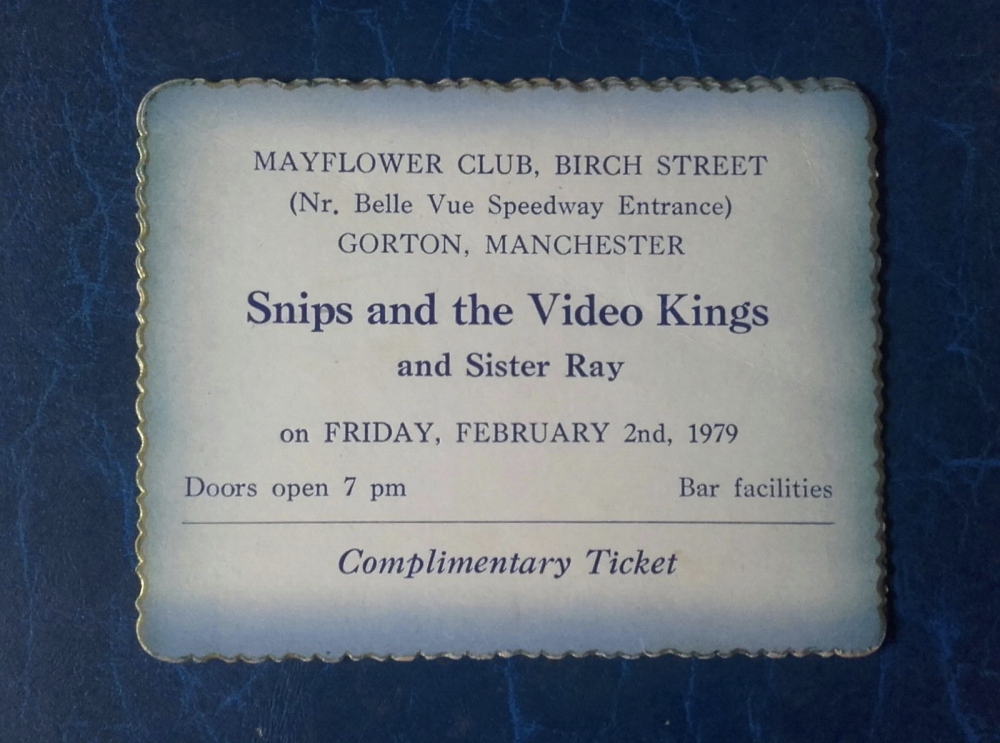 MAYFLOWER CLUB, BIRCH STREET
(Nr. Belle Vue Speedway Entrance)
GORTON, MANCHESTER
Snips and the Video Kings
and Sister Ray
on FRIDAY, FEBRUARY 2nd, 1979
Doors open 7 pm Bar facilities
Complimentary Ticket